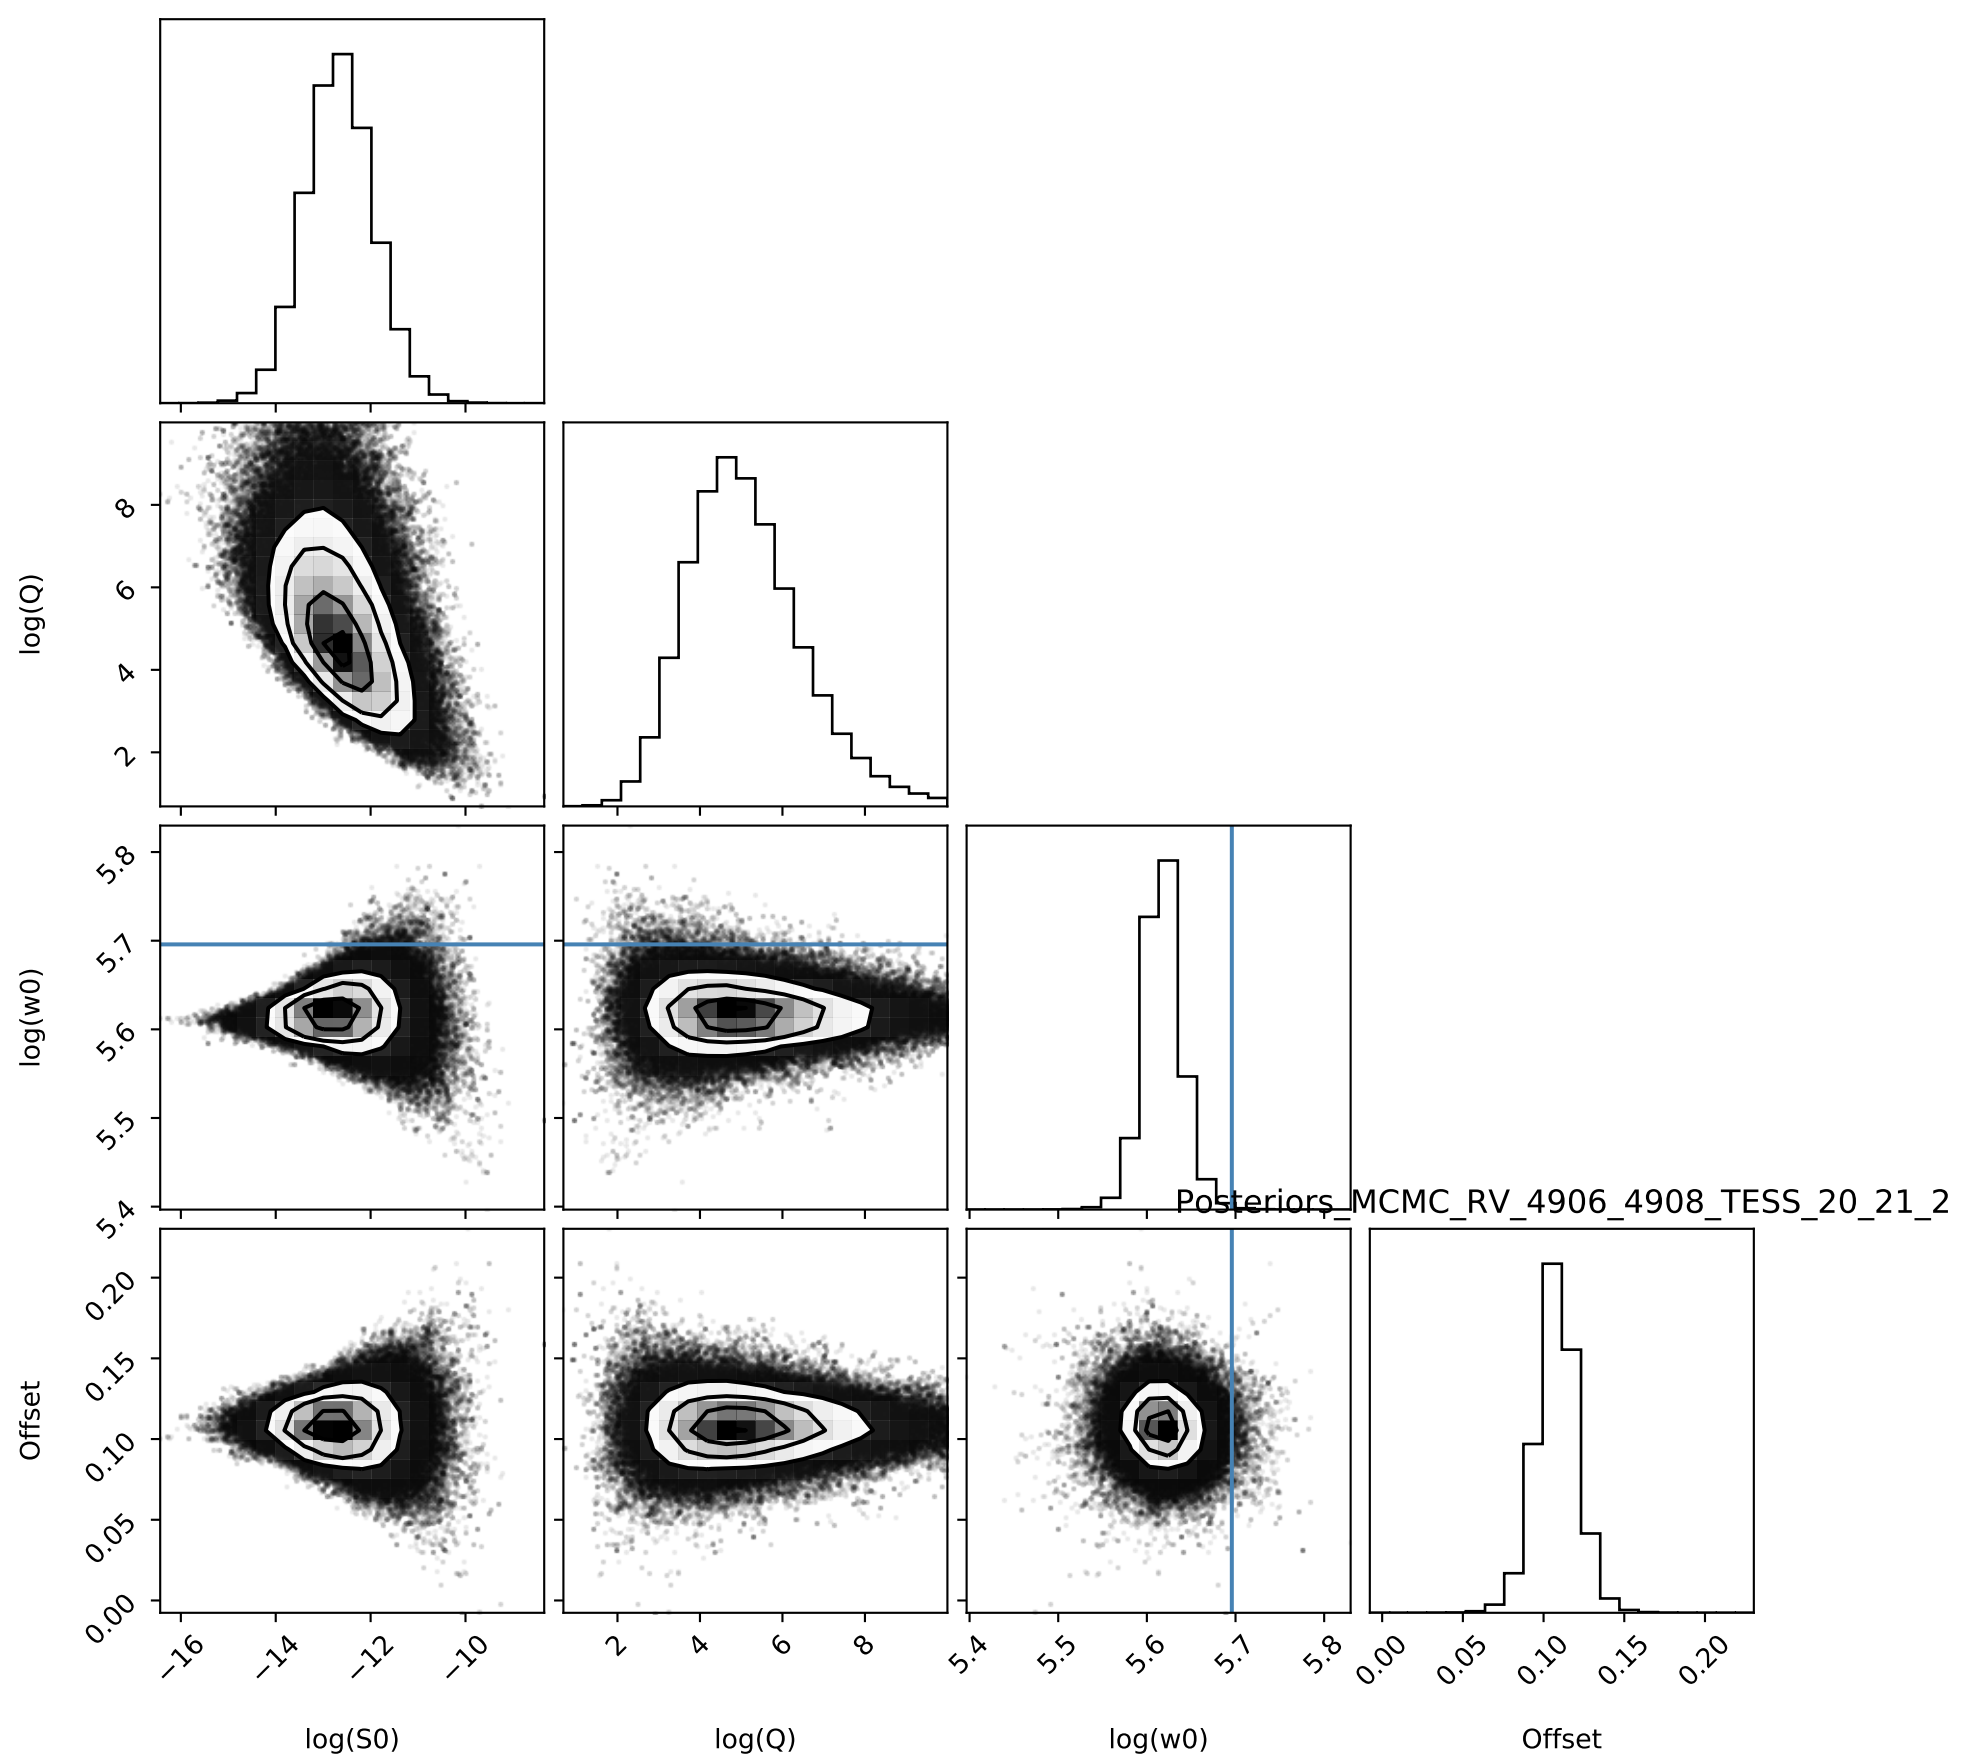 log(Q)
8
6
4
2
log(w0)
5.8
5.7
5.6
5.5
5.4
Posteriors_MCMC_RV_4906_4908_TESS_20_21_2
Offset
0.20
0.15
0.10
0.05
0.00
−16 −14 −12 −10 2 4 6 8 5.4 5.5 5.6 5.7 5.8 0.00 0.05 0.10 0.15 0.20
log(S0) log(Q) log(w0) Offset